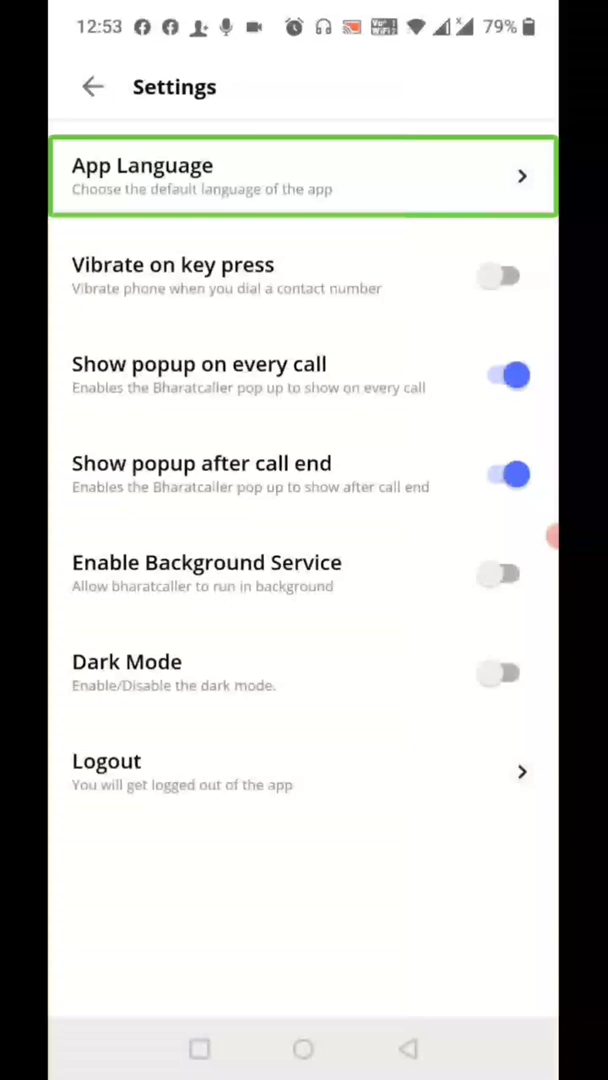 12:53 Vo 1 WiFi 2 79%
Settings
App Language
Choose the default language of the app
Vibrate on key press
Vibrate phone when you dial a contact number
Show popup on every call
Enables the Bharatcaller pop up to show on every call
Show popup after call end
Enables the Bharatcaller pop up to show after call end
Enable Background Service
Allow bharatcaller to run in background
Dark Mode
Enable/Disable the dark mode.
Logout
You will get logged out of the app